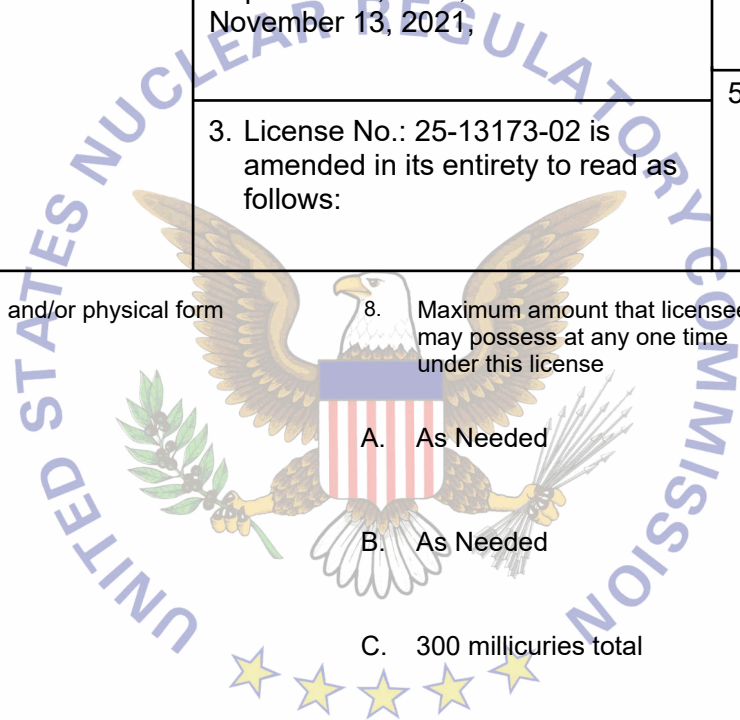 November 13, 2021,
5
3. License No.: 25-13173-02 is
amended in its entirety to read as
follows:
and/or physical form
8. Maximum amount that licensee
may possess at any one time
under this license
A. As Needed
B. As Needed
C. 300 millicuries total
UNITED STATES NUCLEAR REGULATORY COMMISSION